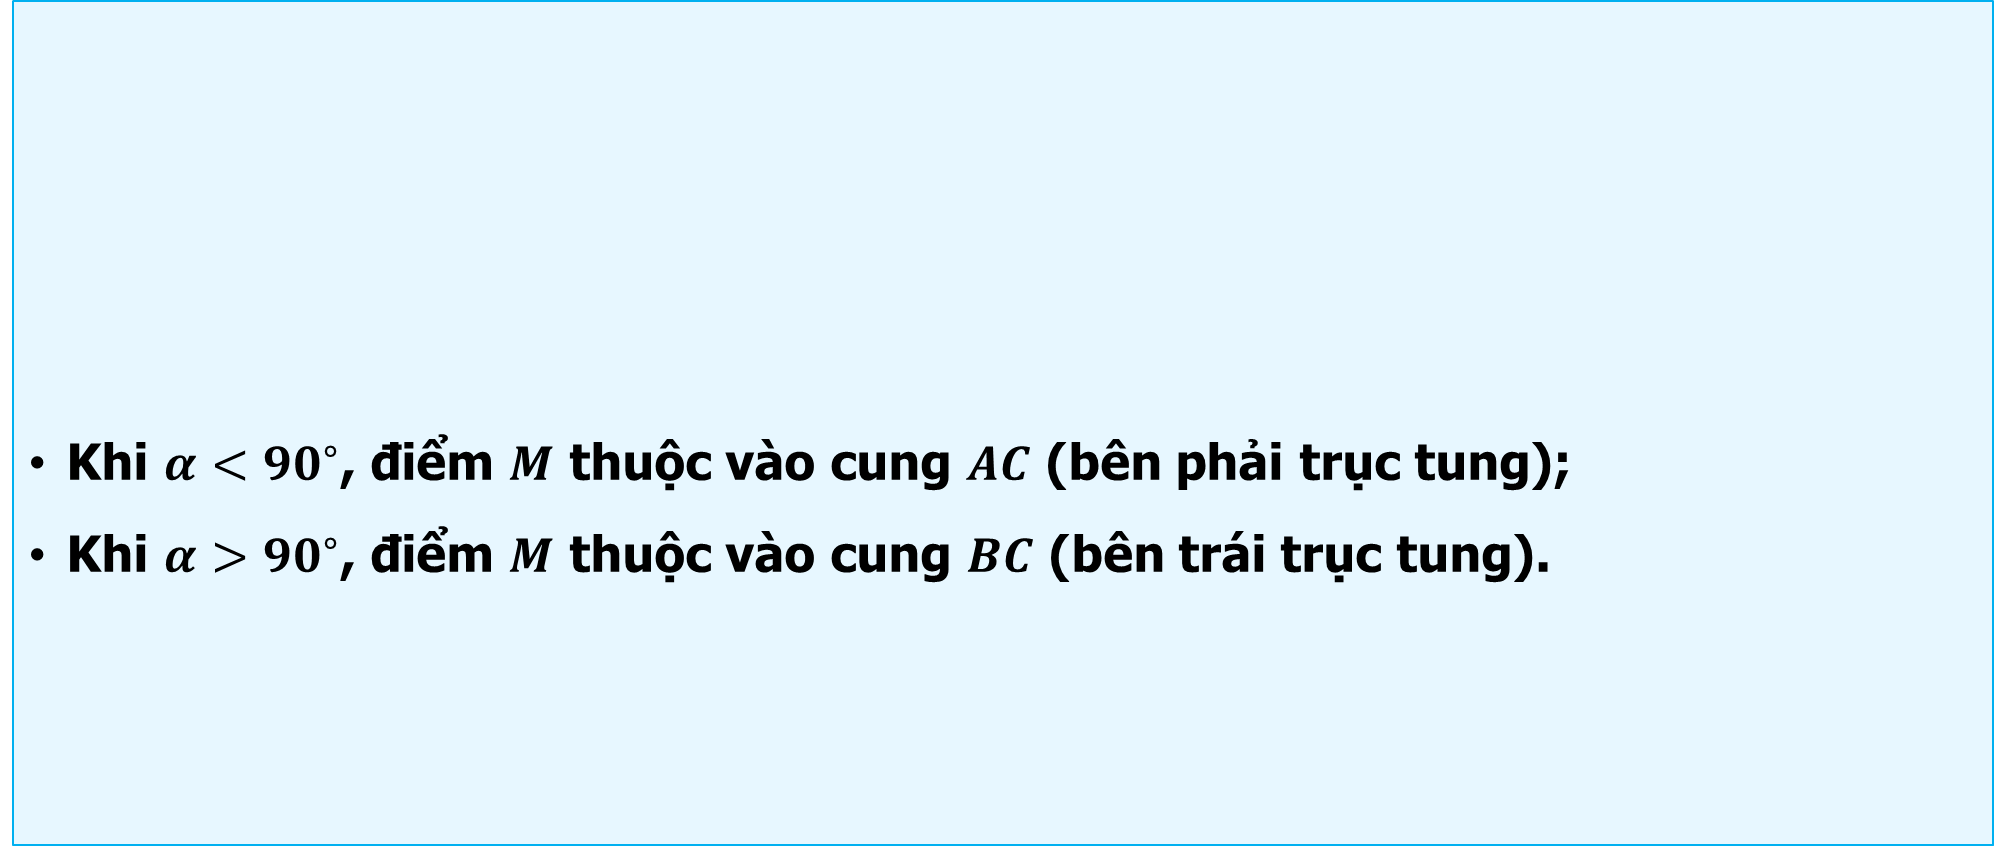 • Khi 𝜶 < 𝟗𝟎°, điểm 𝑴 thuộc vào cung 𝑨𝑪 (bên phải trục tung);
• Khi 𝜶 > 𝟗𝟎°, điểm 𝑴 thuộc vào cung 𝑩𝑪 (bên trái trục tung).